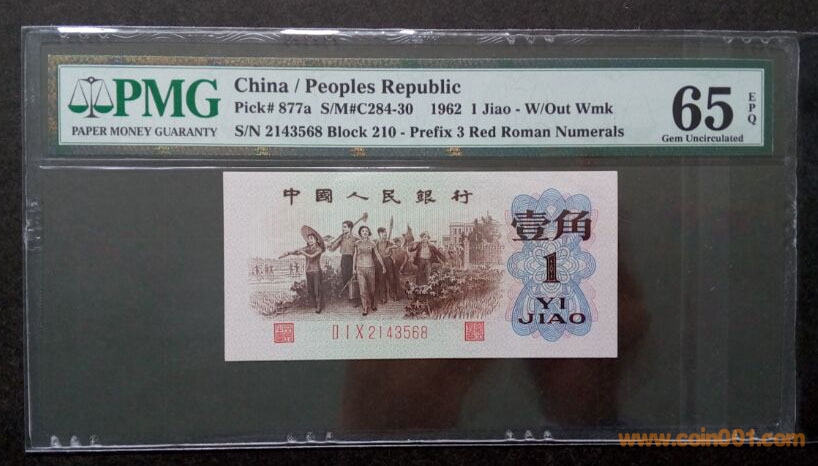 PMG
PAPER MONEY GUARANTY
China / Peoples Republic
Pick# 877a S/M#C284-30 1962 1 Jiao - W/Out Wmk
S/N 2143568 Block 210 - Prefix 3 Red Roman Numerals
65
EPQ
Gem Uncirculated
中國人民銀行
壹角
1
YI
JIAO
II I X 2143568
www.coin001.com